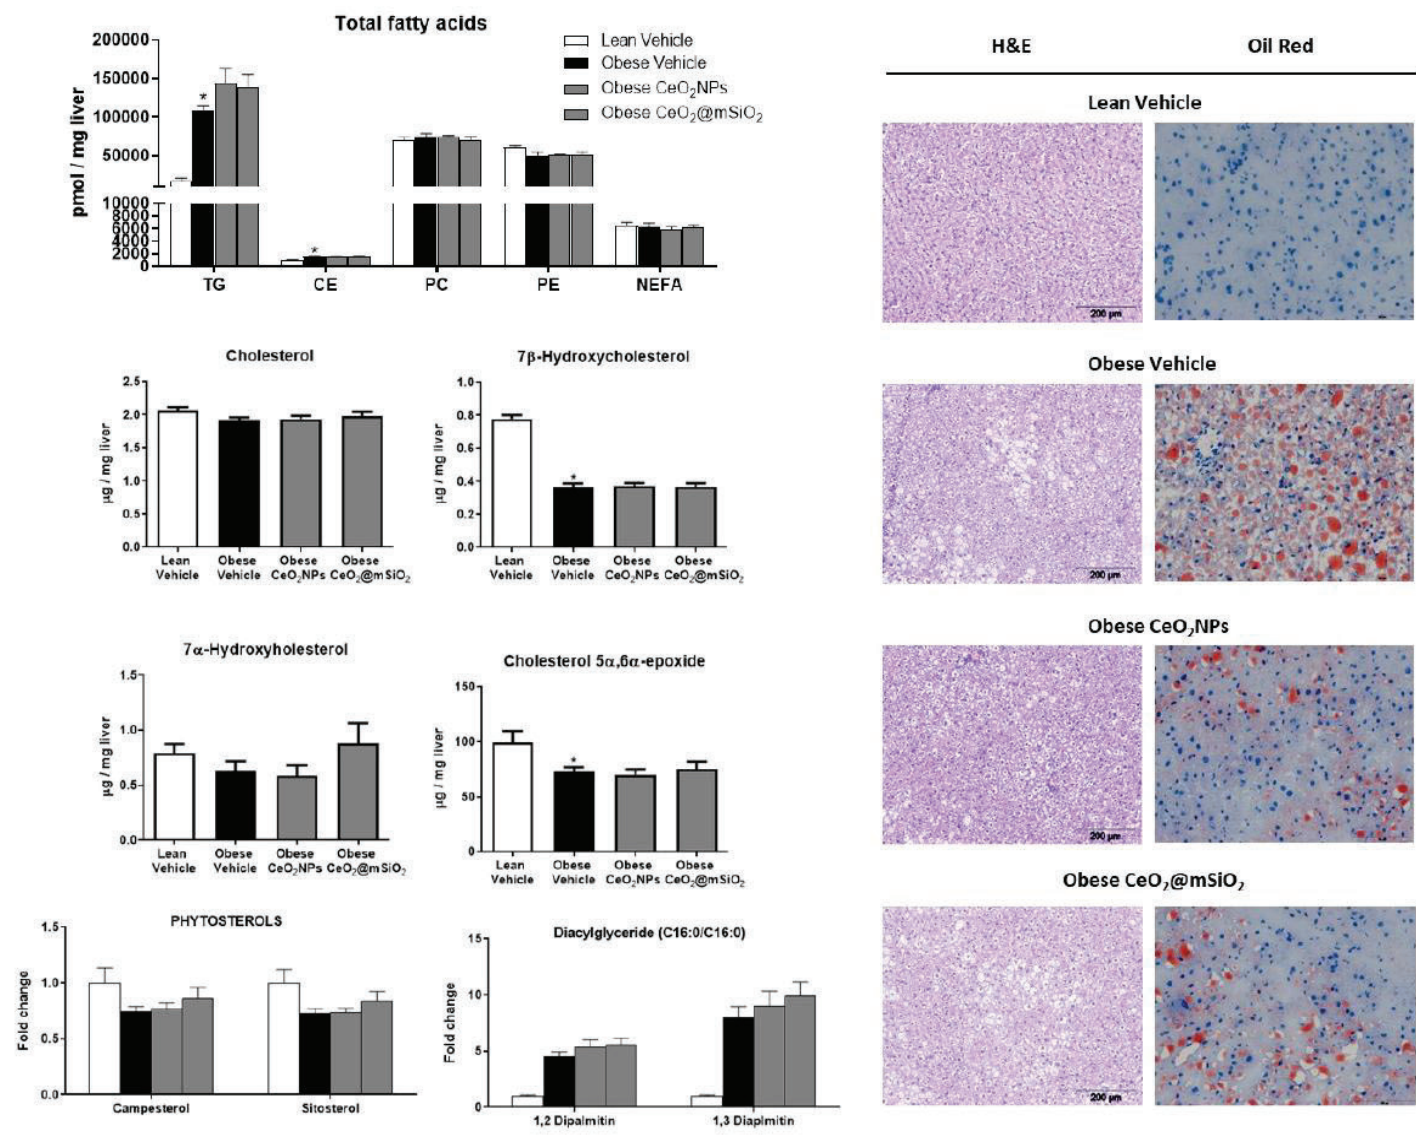 Total fatty acids
Lean Vehicle
Obese Vehicle
Obese CeO₂NPs
Obese CeO₂@mSiO₂
200000
150000
100000
50000
10000
8000
6000
4000
2000
0
pmol / mg liver
TG CE PC PE NEFA
*
*
Cholesterol
2.5
2.0
1.5
1.0
0.5
0.0
µg / mg liver
Lean Vehicle
Obese Vehicle
Obese CeO₂NPs
Obese CeO₂@mSiO₂
7β-Hydroxycholesterol
1.0
0.8
0.6
0.4
0.2
0.0
µg / mg liver
*
Lean Vehicle
Obese Vehicle
Obese CeO₂NPs
Obese CeO₂@mSiO₂
7α-Hydroxyholesterol
1.5
1.0
0.5
0.0
µg / mg liver
Lean Vehicle
Obese Vehicle
Obese CeO₂NPs
Obese CeO₂@mSiO₂
Cholesterol 5α,6α-epoxide
150
100
50
0
µg / mg liver
*
Lean Vehicle
Obese Vehicle
Obese CeO₂NPs
Obese CeO₂@mSiO₂
PHYTOSTEROLS
1.5
1.0
0.5
0.0
Fold change
Campesterol Sitosterol
Diacylglyceride (C16:0/C16:0)
15
10
5
0
Fold change
1,2 Dipalmitin 1,3 Diaplmitin
H&E Oil Red
Lean Vehicle
200 µm
Obese Vehicle
200 µm
Obese CeO₂NPs
200 µm
Obese CeO₂@mSiO₂
200 µm